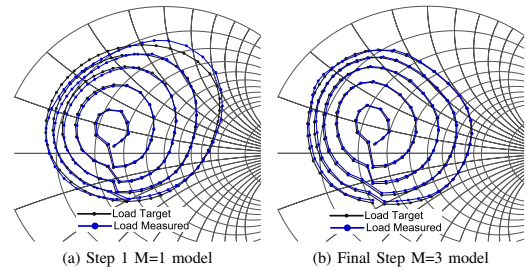 Load Target
Load Measured
Load Target
Load Measured
(a) Step 1 M=1 model
(b) Final Step M=3 model